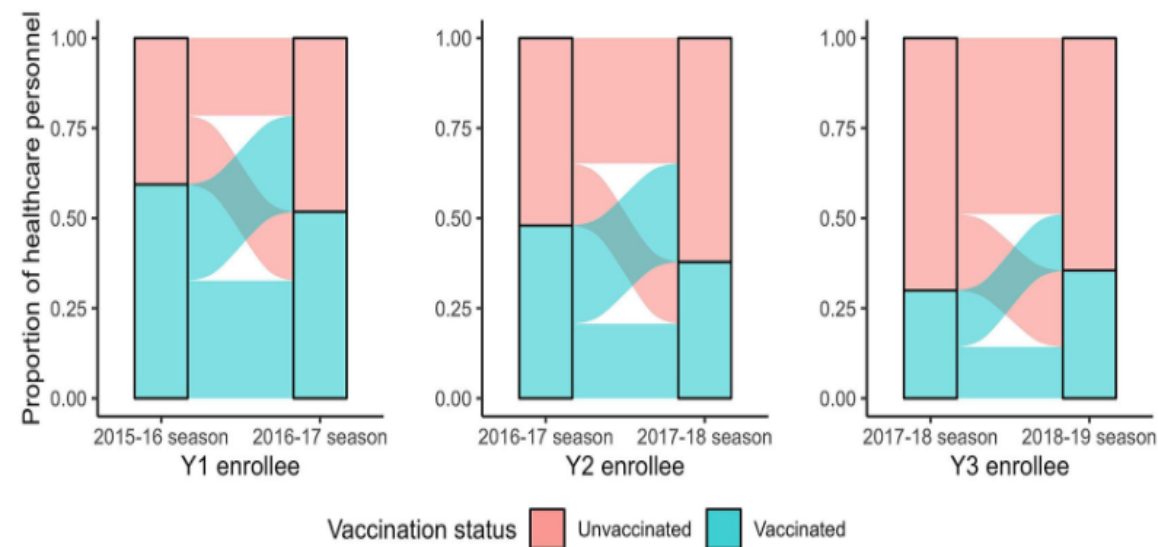 Proportion of healthcare personnel
1.00
0.75
0.50
0.25
0.00
2015-16 season 2016-17 season
Y1 enrollee
1.00
0.75
0.50
0.25
0.00
2016-17 season 2017-18 season
Y2 enrollee
1.00
0.75
0.50
0.25
0.00
2017-18 season 2018-19 season
Y3 enrollee
Vaccination status Unvaccinated Vaccinated